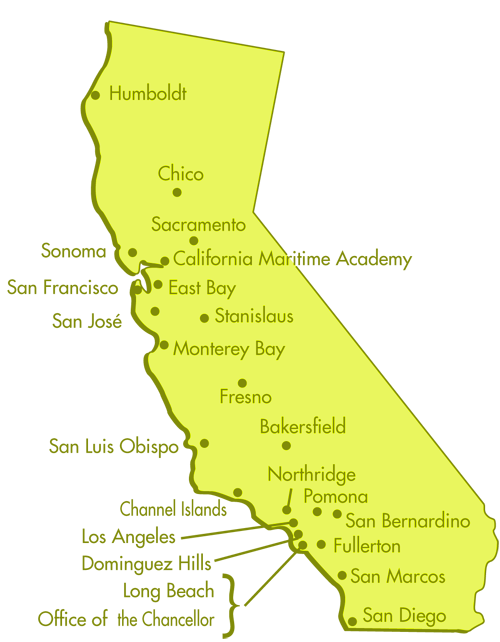 Humboldt
Chico
Sacramento
Sonoma
California Maritime Academy
San Francisco
East Bay
San José
Stanislaus
Monterey Bay
Fresno
Bakersfield
San Luis Obispo
Northridge
Pomona
Channel Islands
San Bernardino
Los Angeles
Fullerton
Dominguez Hills
San Marcos
Long Beach
Office of the Chancellor
San Diego